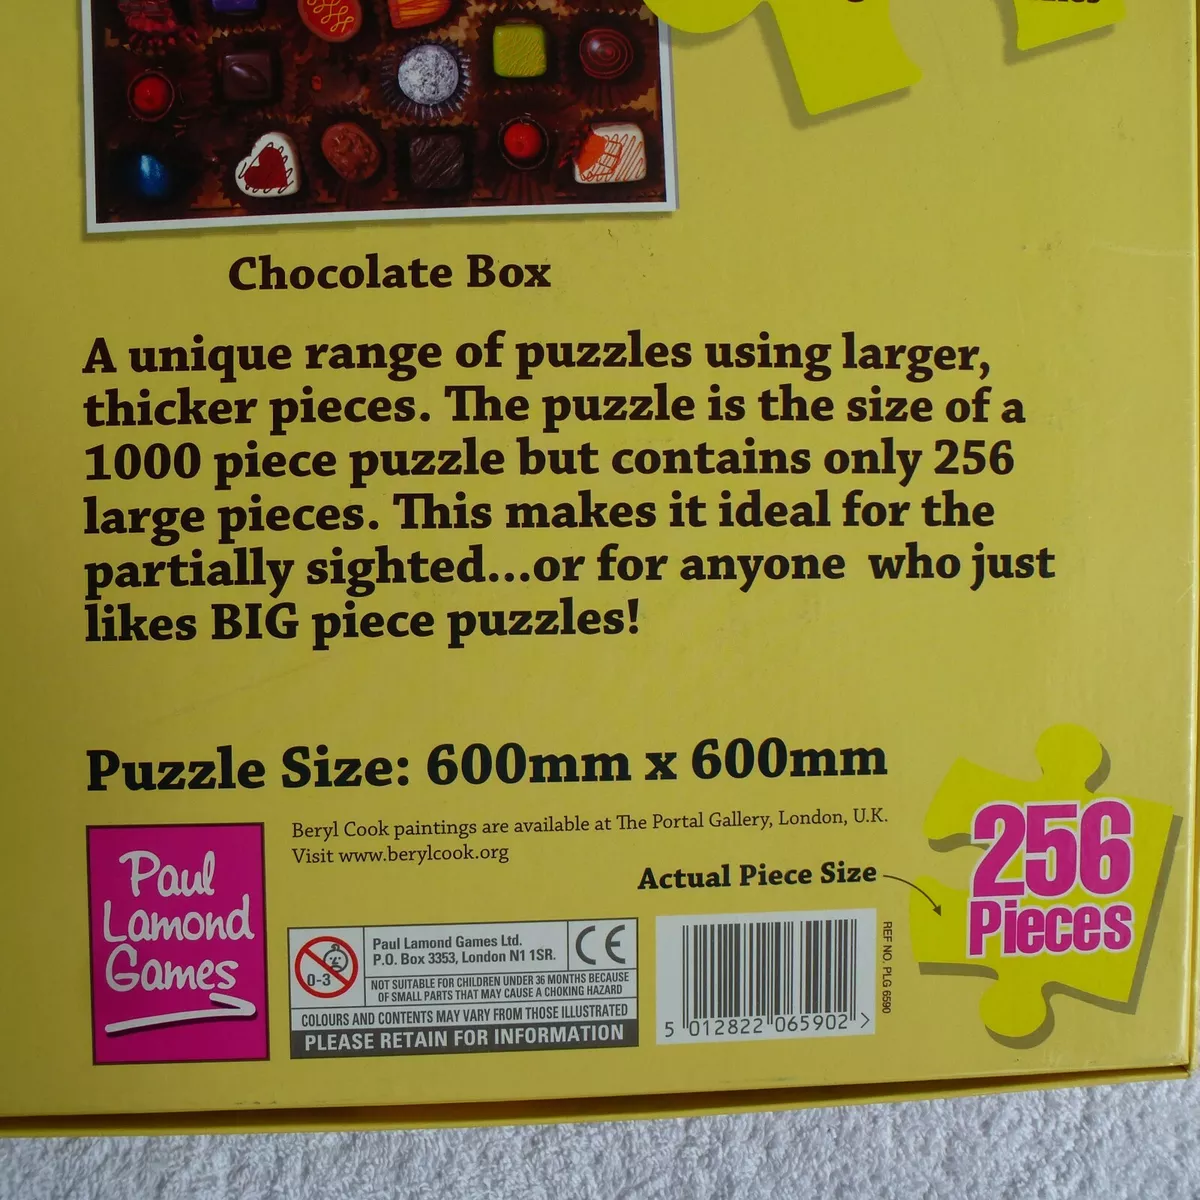 Chocolate Box
A unique range of puzzles using larger,
thicker pieces. The puzzle is the size of a
1000 piece puzzle but contains only 256
large pieces. This makes it ideal for the
partially sighted...or for anyone who just
likes BIG piece puzzles!
Puzzle Size: 600mm x 600mm
Beryl Cook paintings are available at The Portal Gallery, London, U.K.
Visit www.berylcook.org
Actual Piece Size
256
Pieces
Paul
Lamond
Games
0-3
Paul Lamond Games Ltd.
P.O. Box 3353, London N1 1SR.
CE
NOT SUITABLE FOR CHILDREN UNDER 36 MONTHS BECAUSE
OF SMALL PARTS THAT MAY CAUSE A CHOKING HAZARD
COLOURS AND CONTENTS MAY VARY FROM THOSE ILLUSTRATED
PLEASE RETAIN FOR INFORMATION
5 012822 065902 >
REF NO. PLG 6590